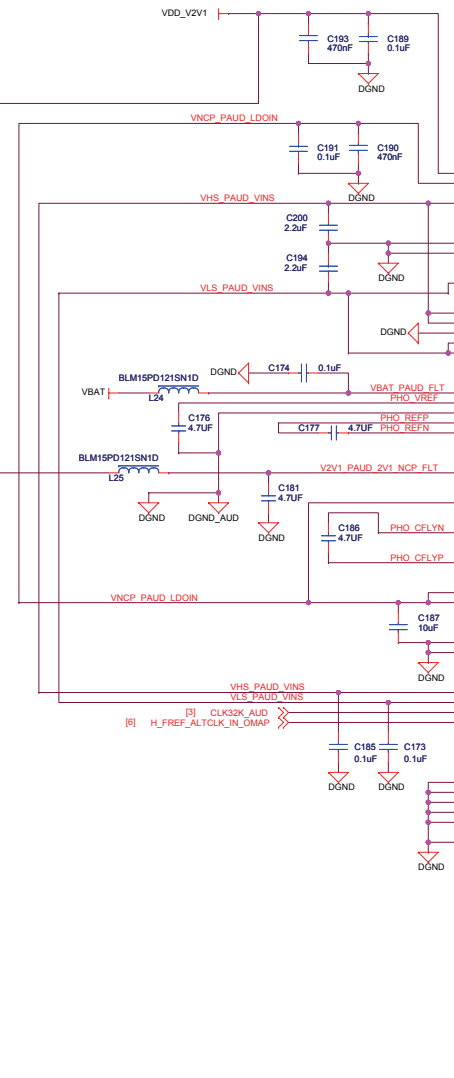 VDD_V2V1
C193
470nF
C189
0.1uF
DGND
VNCP_PAUD_LDOIN
C191
0.1uF
C190
470nF
DGND
VHS_PAUD_VINS
C200
2.2uF
C194
2.2uF
DGND
VLS_PAUD_VINS
DGND
DGND
C174
0.1uF
BLM15PD121SN1D
VBAT
L24
VBAT_PAUD_FLT
PHO_VREF
C176
4.7UF
PHO_REFP
C177
4.7UF
PHO_REFN
BLM15PD121SN1D
L25
V2V1_PAUD_2V1_NCP_FLT
C181
4.7UF
DGND
DGND_AUD
DGND
C186
4.7UF
PHO_CFLYN
PHO_CFLYP
VNCP_PAUD_LDOIN
C187
10uF
DGND
VHS_PAUD_VINS
VLS_PAUD_VINS
[3] CLK32K_AUD
[6] H_FREF_ALTCLK_IN_OMAP
C185
0.1uF
C173
0.1uF
DGND
DGND
DGND